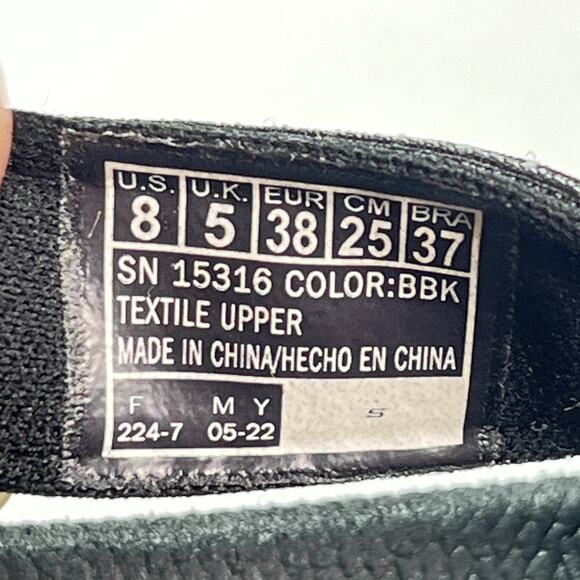 U.S. U.K. EUR CM BRA
8 5 38 25 37
SN 15316 COLOR:BBK
TEXTILE UPPER
MADE IN CHINA/HECHO EN CHINA
F M Y
224-7 05-22
S